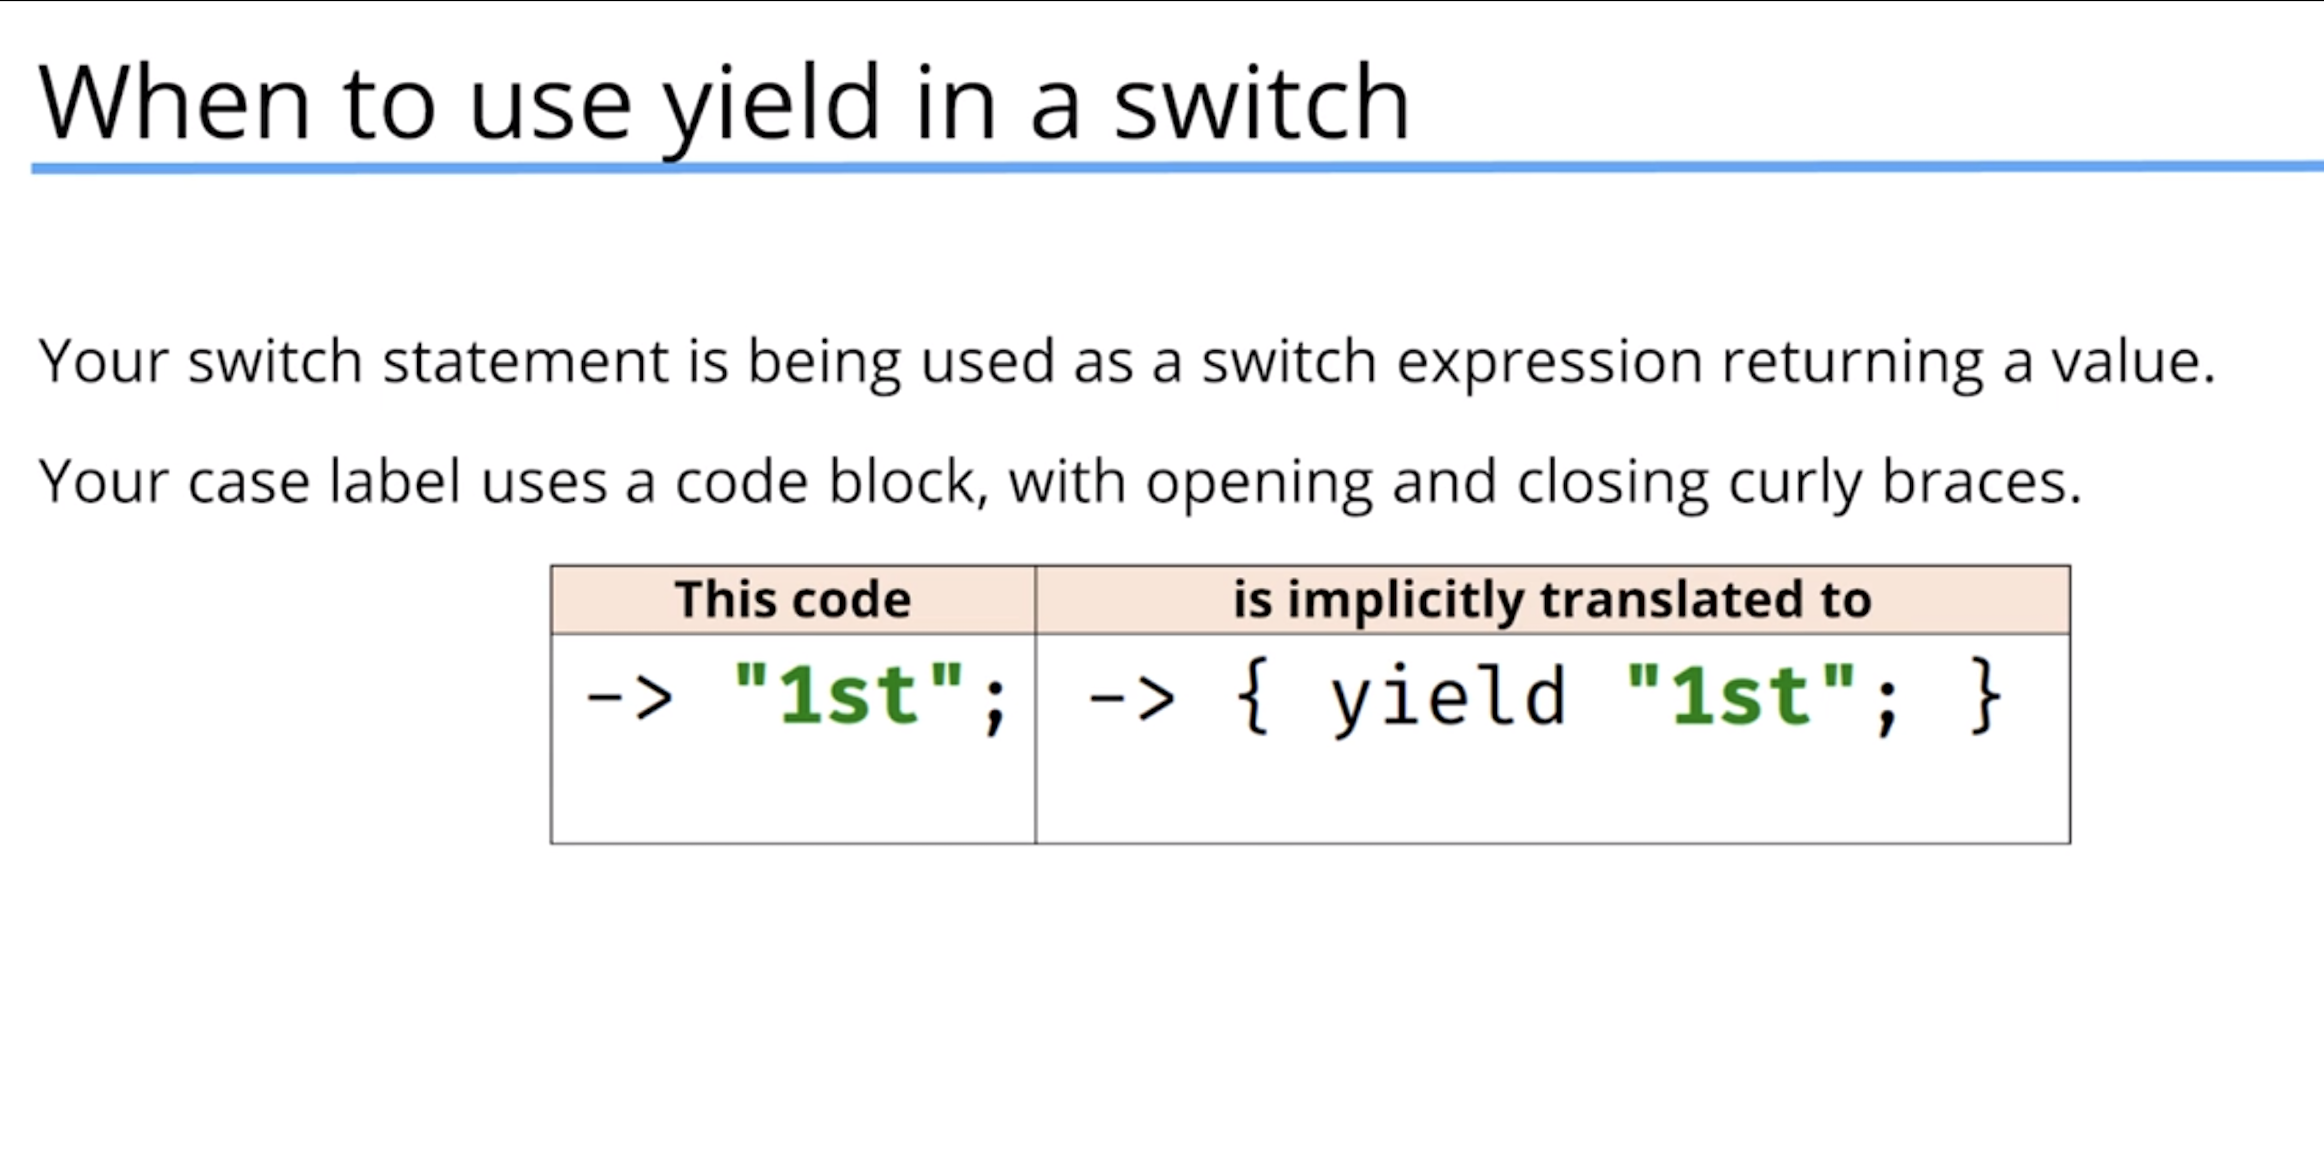 When to use yield in a switch
Your switch statement is being used as a switch expression returning a value.
Your case label uses a code block, with opening and closing curly braces.
This code is implicitly translated to
-> "1st"; -> { yield "1st"; }